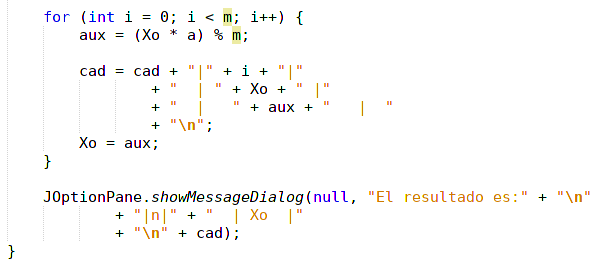 for (int i = 0; i < m; i++) {
aux = (Xo * a) % m;
cad = cad + "|" + i + "|"
+ "  | " + Xo + " |"
+ "  |   " + aux + "   |  "
+ "\n";
Xo = aux;
}
JOptionPane.showMessageDialog(null, "El resultado es:" + "\n"
+ "|n|" + "  | Xo  |"
+ "\n" + cad);
}